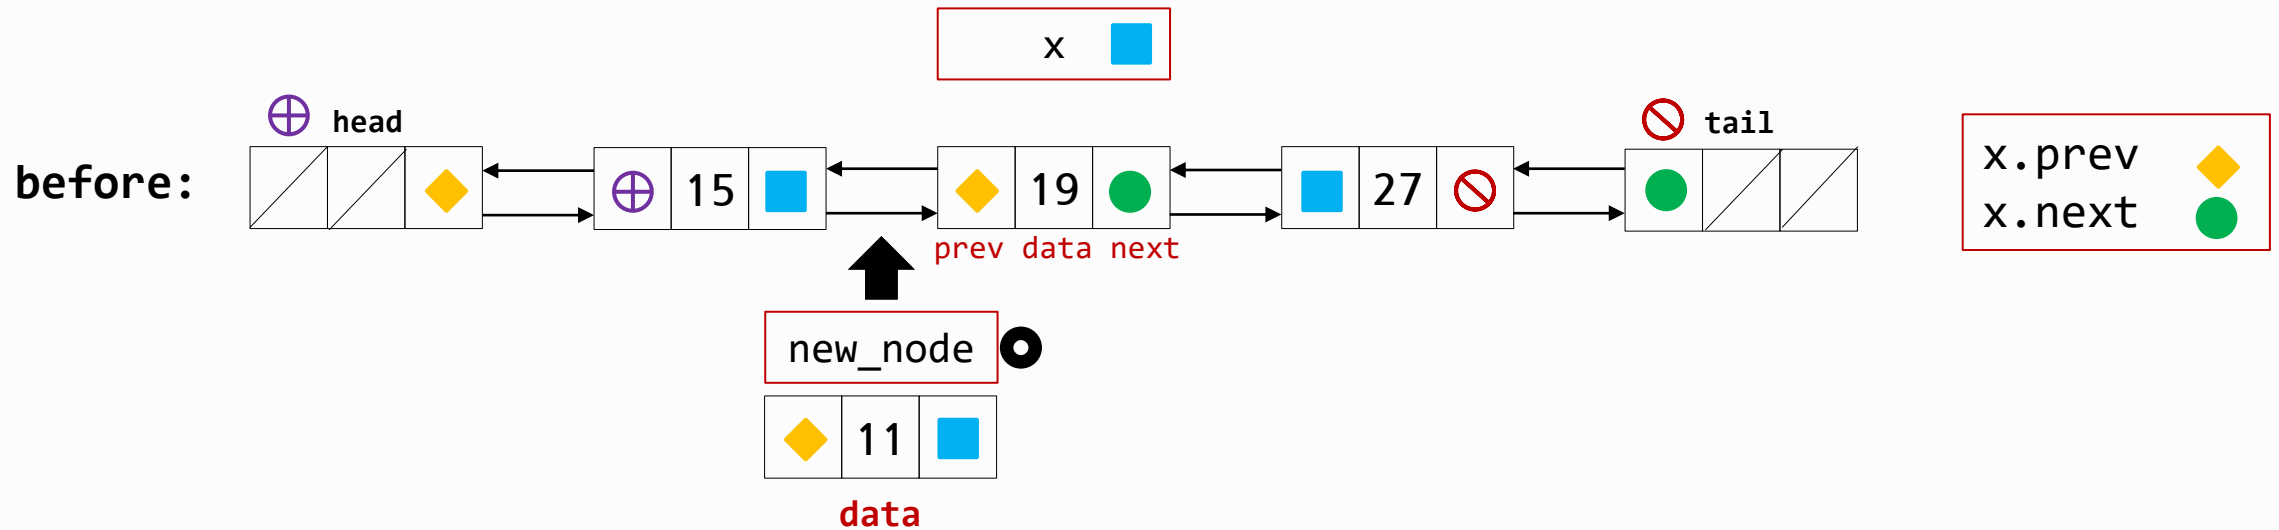 x
head
tail
before:
15
19
27
prev data next
x.prev
x.next
new_node
11
data